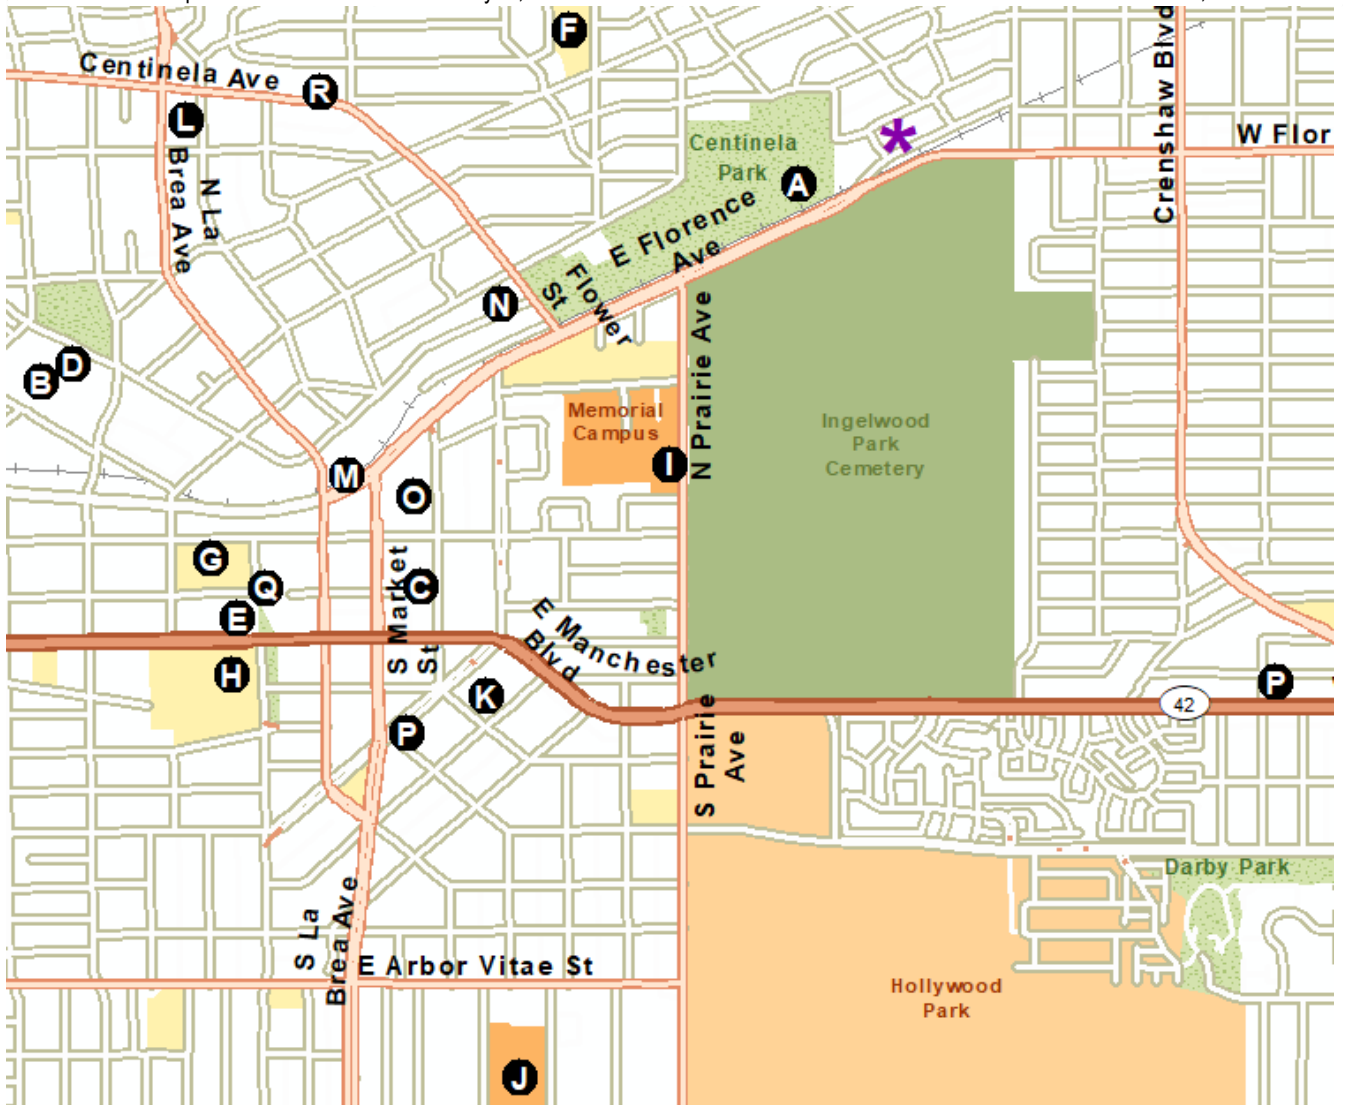 F
Centinela Ave
R
L
N La
Brea Ave
Crenshaw Blvd
W Flor
Centinela
Park
A
E Florence
Ave
Flower
St
N
N Prairie Ave
B
D
Memorial
Campus
I
Ingelwood
Park
Cemetery
M
O
G
Q
C
E
S Market
St
E Manchester
Blvd
H
K
P
P
42
S Prairie
Ave
Darby Park
S La
Brea Ave
E Arbor Vitae St
Hollywood
Park
J